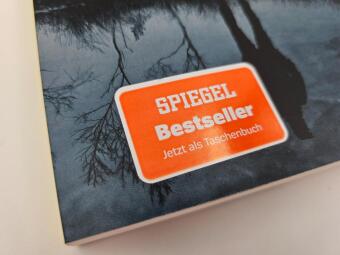 SPIEGEL
Bestseller
Jetzt als Taschenbuch